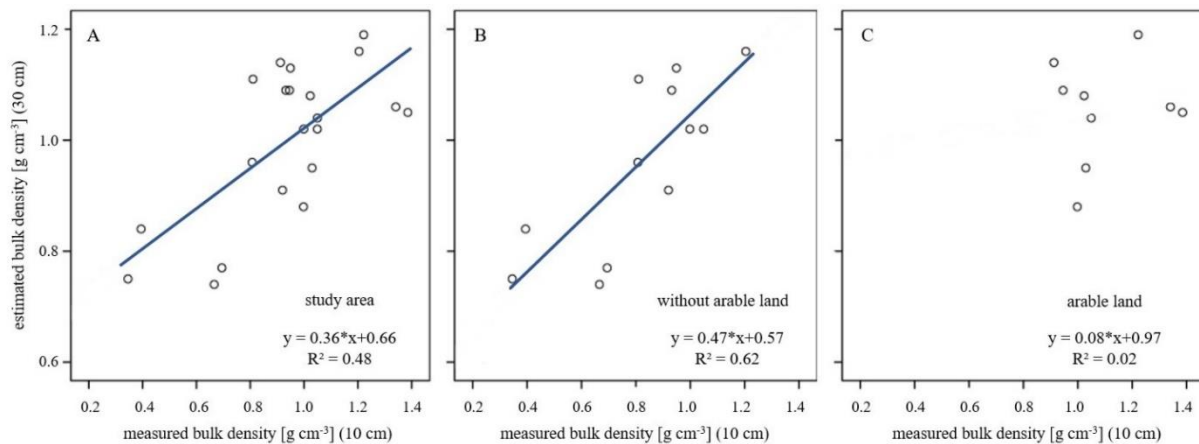 A
B
C
estimated bulk density [g cm⁻³] (30 cm)
1.2
1.0
0.8
0.6
study area
y = 0.36*x+0.66
R² = 0.48
without arable land
y = 0.47*x+0.57
R² = 0.62
arable land
y = 0.08*x+0.97
R² = 0.02
0.2 0.4 0.6 0.8 1.0 1.2 1.4
0.2 0.4 0.6 0.8 1.0 1.2 1.4
0.2 0.4 0.6 0.8 1.0 1.2 1.4
measured bulk density [g cm⁻³] (10 cm)
measured bulk density [g cm⁻³] (10 cm)
measured bulk density [g cm⁻³] (10 cm)